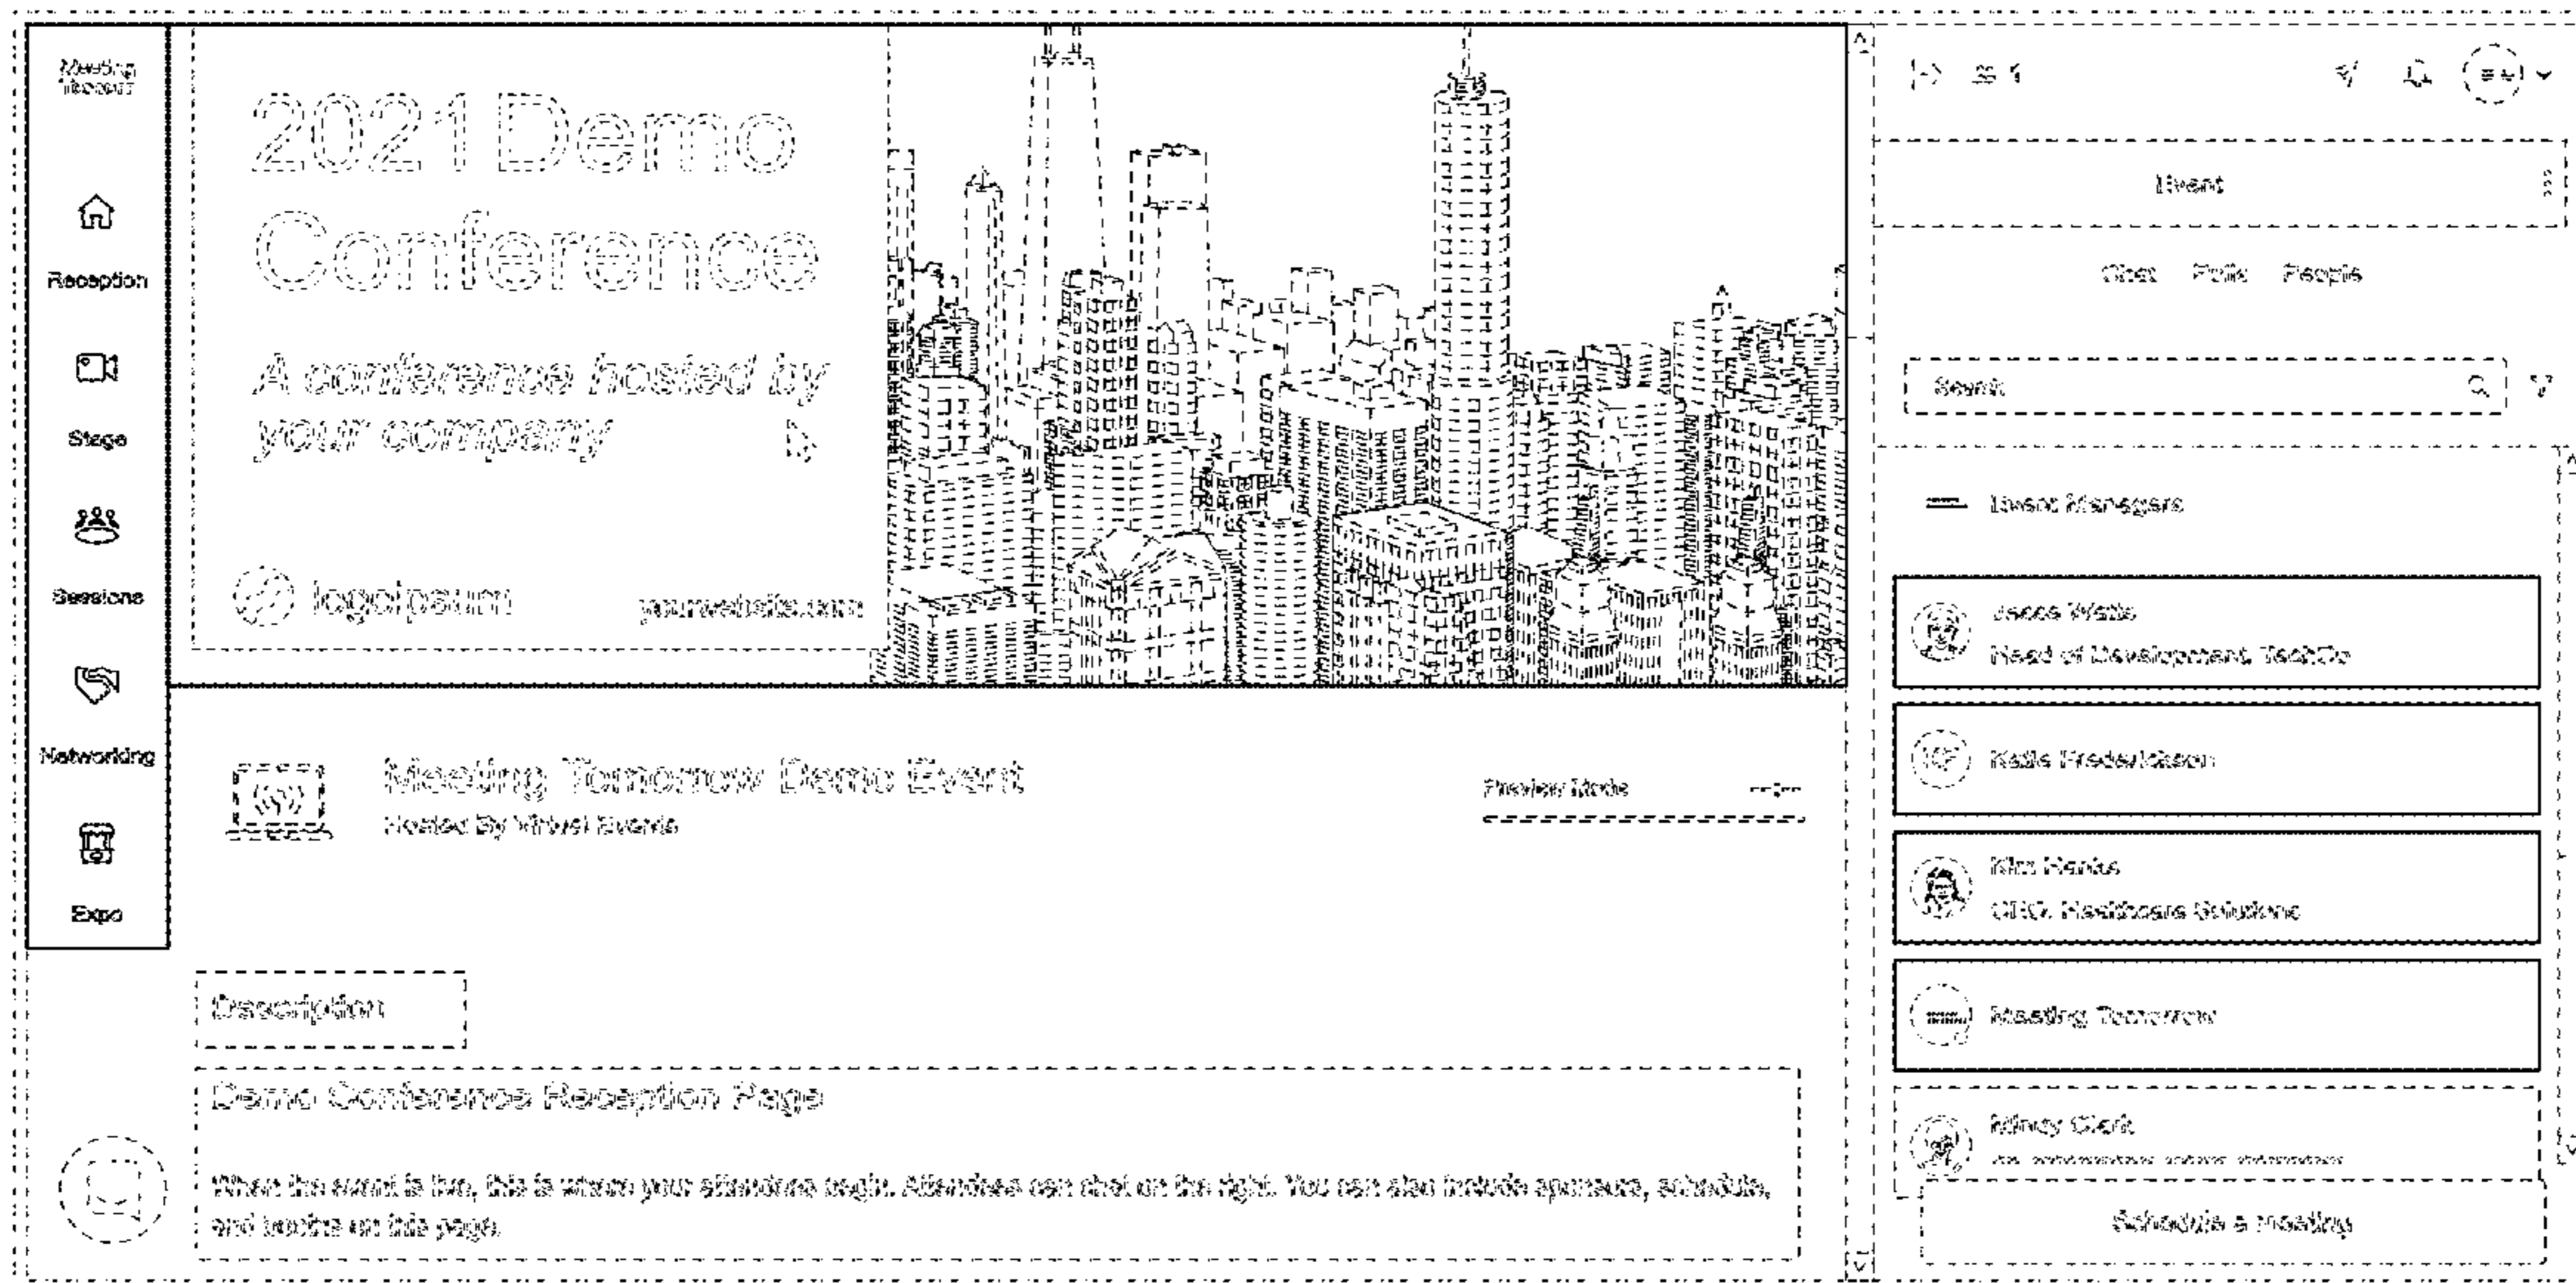 Meeting
Tomorrow
Reception
Stage
Sessions
Networking
Expo
2021 Demo
Conference
A conference hosted by
your company
logoipsum
yourwebsite.com
Meeting Tomorrow Demo Event
Hosted By Virtual Events
Preview Mode
Description
Demo Conference Reception Page
When the event is live, this is where your attendees begin. Attendees can chat on the right. You can also include sponsors, schedule,
and booths on this page.
1
Event
Chat Polls People
Search
Event Managers
Watts
Head of Development, TechDo
KF
Katie Frederickson
Kim Hanks
Healthcare Solutions
Meeting Tomorrow
Mindy Clark
Schedule a meeting